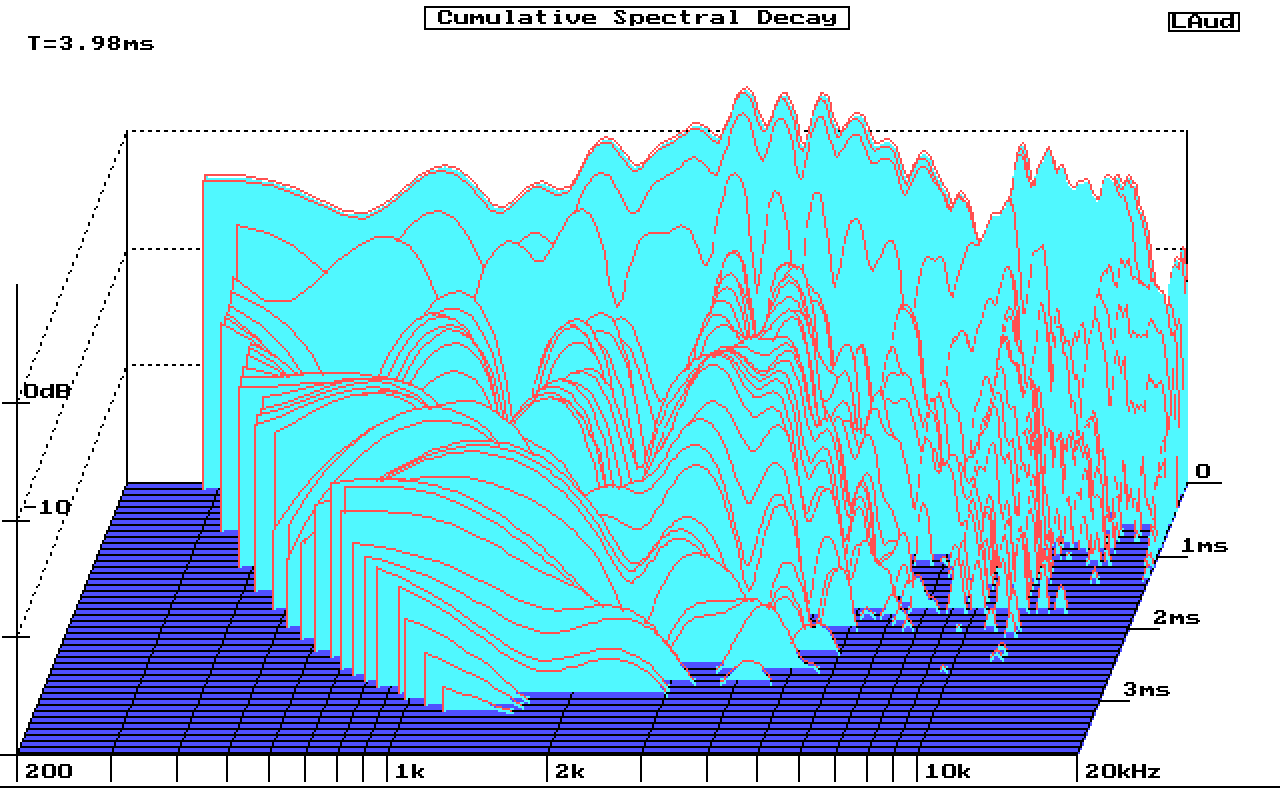 Cumulative Spectral Decay
LAud
T=3.98ms
0dB
-10
0
1ms
2ms
3ms
200
1k
2k
10k
20kHz